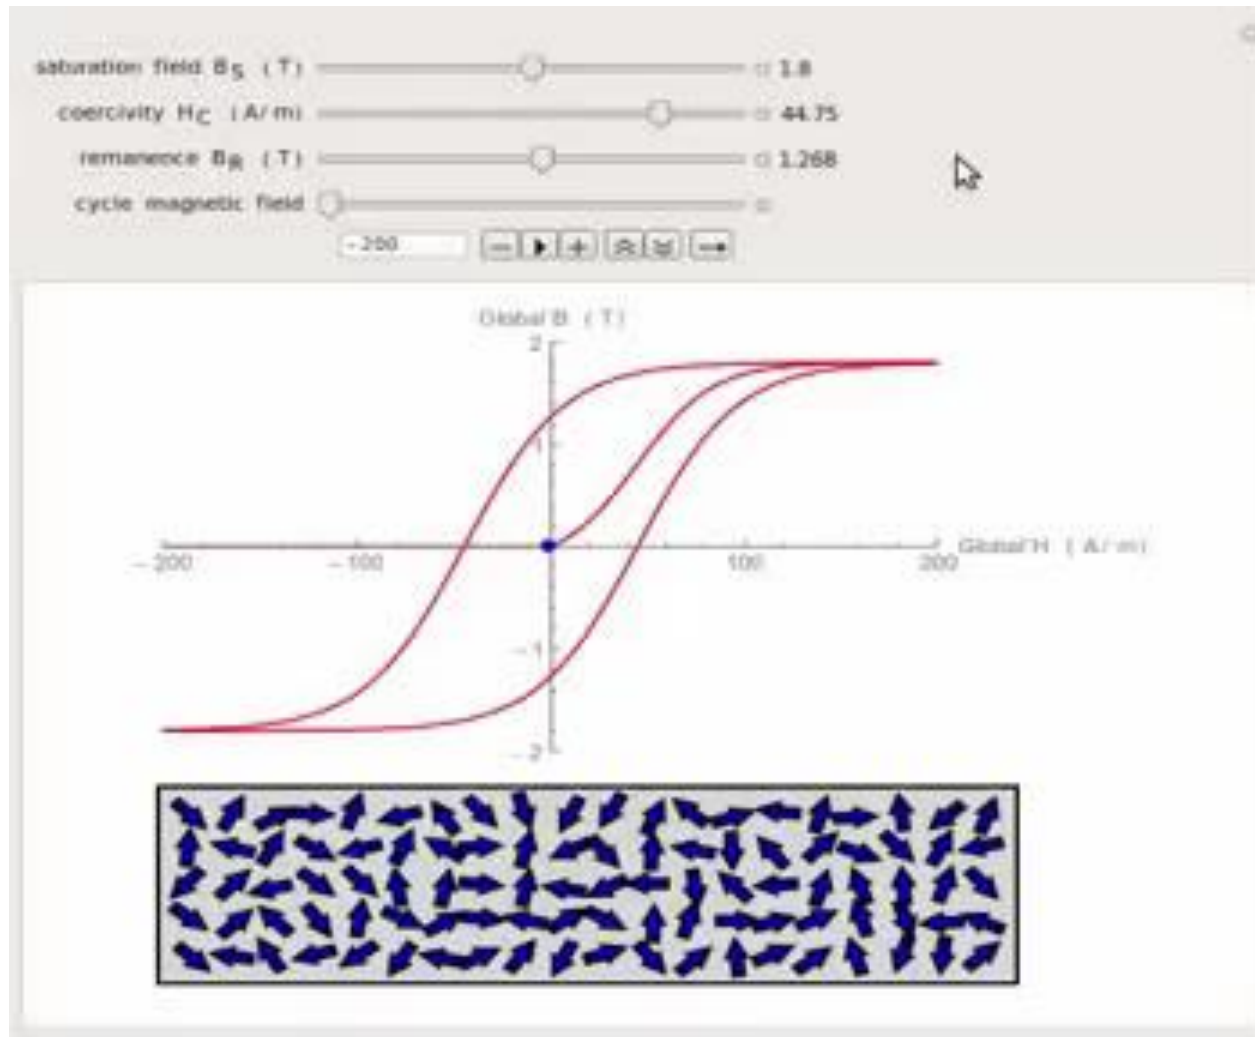 saturation field BS (T) 1.8
coercivity HC (A/m) 44.75
remanence BR (T) 1.268
cycle magnetic field
-200
Global B (T)
2
1
-200 -100 100 200 Global H (A/m)
-1
-2